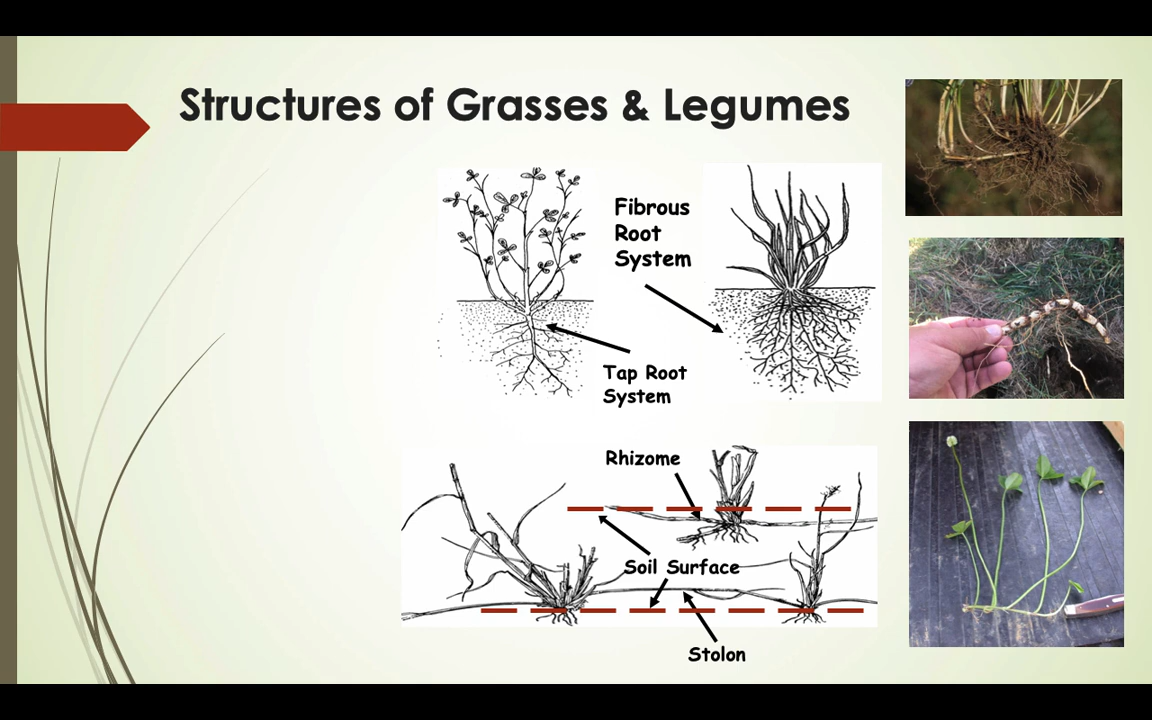 Structures of Grasses & Legumes
Fibrous
Root
System
Tap Root
System
Rhizome
Soil Surface
Stolon